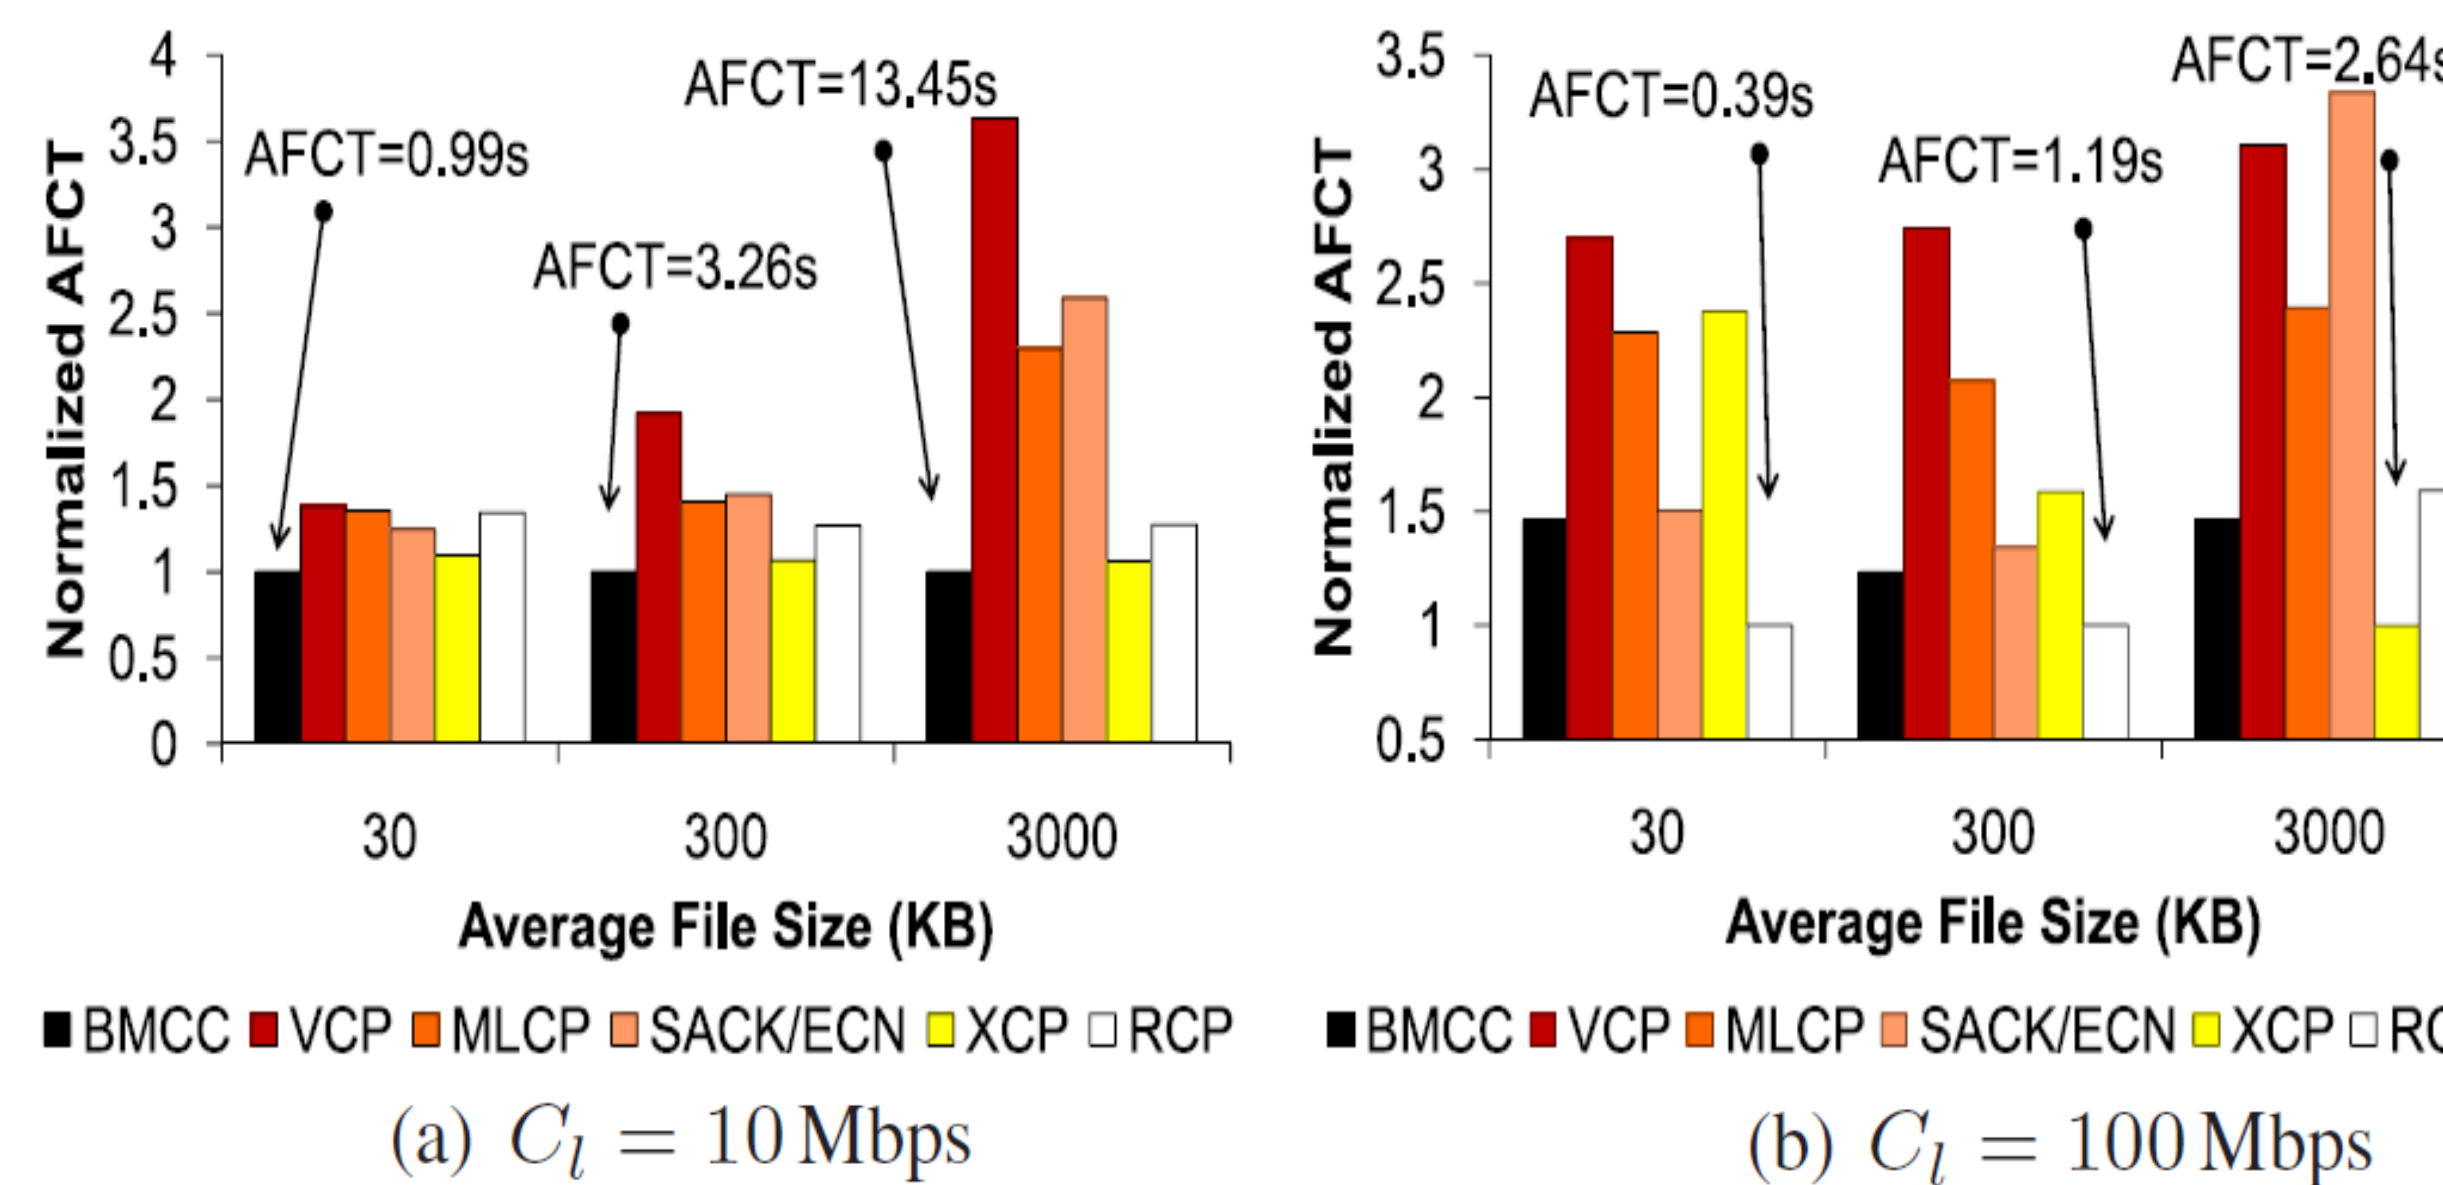 Normalized AFCT
4
3.5
3
2.5
2
1.5
1
0.5
0
AFCT=0.99s
AFCT=3.26s
AFCT=13.45s
30 300 3000
Average File Size (KB)
BMCC VCP MLCP SACK/ECN XCP RCP
(a) C_l = 10 Mbps
Normalized AFCT
3.5
3
2.5
2
1.5
1
0.5
AFCT=0.39s
AFCT=1.19s
AFCT=2.64s
30 300 3000
Average File Size (KB)
BMCC VCP MLCP SACK/ECN XCP
(b) C_l = 100 Mbps